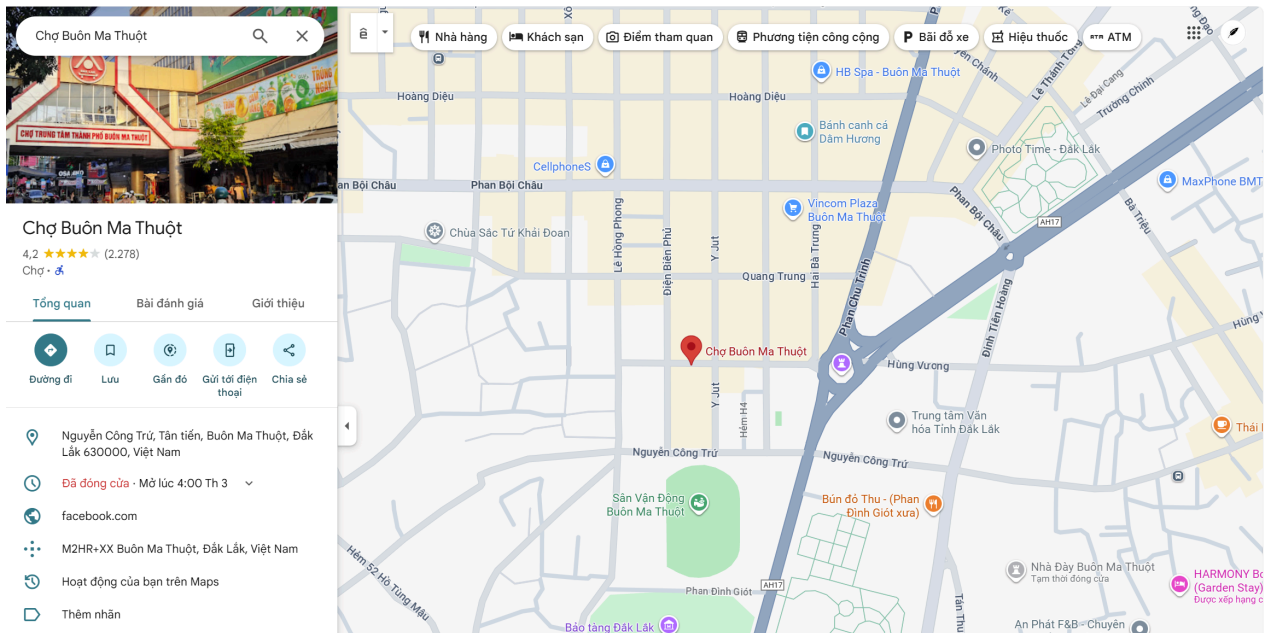 Chợ Buôn Ma Thuột
Nhà hàng
Khách sạn
Điểm tham quan
Phương tiện công cộng
Bãi đỗ xe
Hiệu thuốc
ATM
CHỢ TRUNG TÂM THÀNH PHỐ BUÔN MA THUỘT
Chợ Buôn Ma Thuột
4,2 (2.278)
Chợ ·
Tổng quan
Bài đánh giá
Giới thiệu
Đường đi
Lưu
Gần đó
Gửi tới điện
thoại
Chia sẻ
Nguyễn Công Trứ, Tân tiến, Buôn Ma Thuột, Đắk
Lắk 630000, Việt Nam
Đã đóng cửa · Mở lúc 4:00 Th 3
facebook.com
M2HR+XX Buôn Ma Thuột, Đắk Lắk, Việt Nam
Hoạt động của bạn trên Maps
Thêm nhãn
HB Spa - Buôn Ma Thuột
Lê Thánh Tông
Lê Đại Cang
Trường Chinh
Hoàng Diệu
Hoàng Diệu
Bánh canh cá
Dầm Hương
Photo Time - Đắk Lắk
CellphoneS
MaxPhone BMT
an Bội Châu
Phan Bội Châu
Phan Bội Châu
Bà Triệu
Vincom Plaza
Buôn Ma Thuột
AH17
Chùa Sắc Tứ Khải Đoan
Lê Hồng Phong
Điện Biên Phủ
Y Jut
Hai Bà Trưng
Quang Trung
Phan Chu Trinh
Đinh Tiên Hoàng
Hùng V
Chợ Buôn Ma Thuột
Hùng Vương
Y Jut
Hẻm H4
Trung tâm Văn
hóa Tỉnh Đắk Lắk
Thái
Nguyễn Công Trứ
Nguyễn Công Trứ
Sân Vận Động
Buôn Ma Thuột
Bún đỏ Thu - (Phan
Đình Giót xưa)
Hẻm 52 Hồ Tùng Mậu
Nhà Đày Buôn Ma Thuột
Tạm thời đóng cửa
HARMONY Bo
(Garden Stay)
Được xếp hạng c
AH17
Phan Đình Giót
Tán Thu
Bảo tàng Đắk Lắk
An Phát F&B - Chuyên